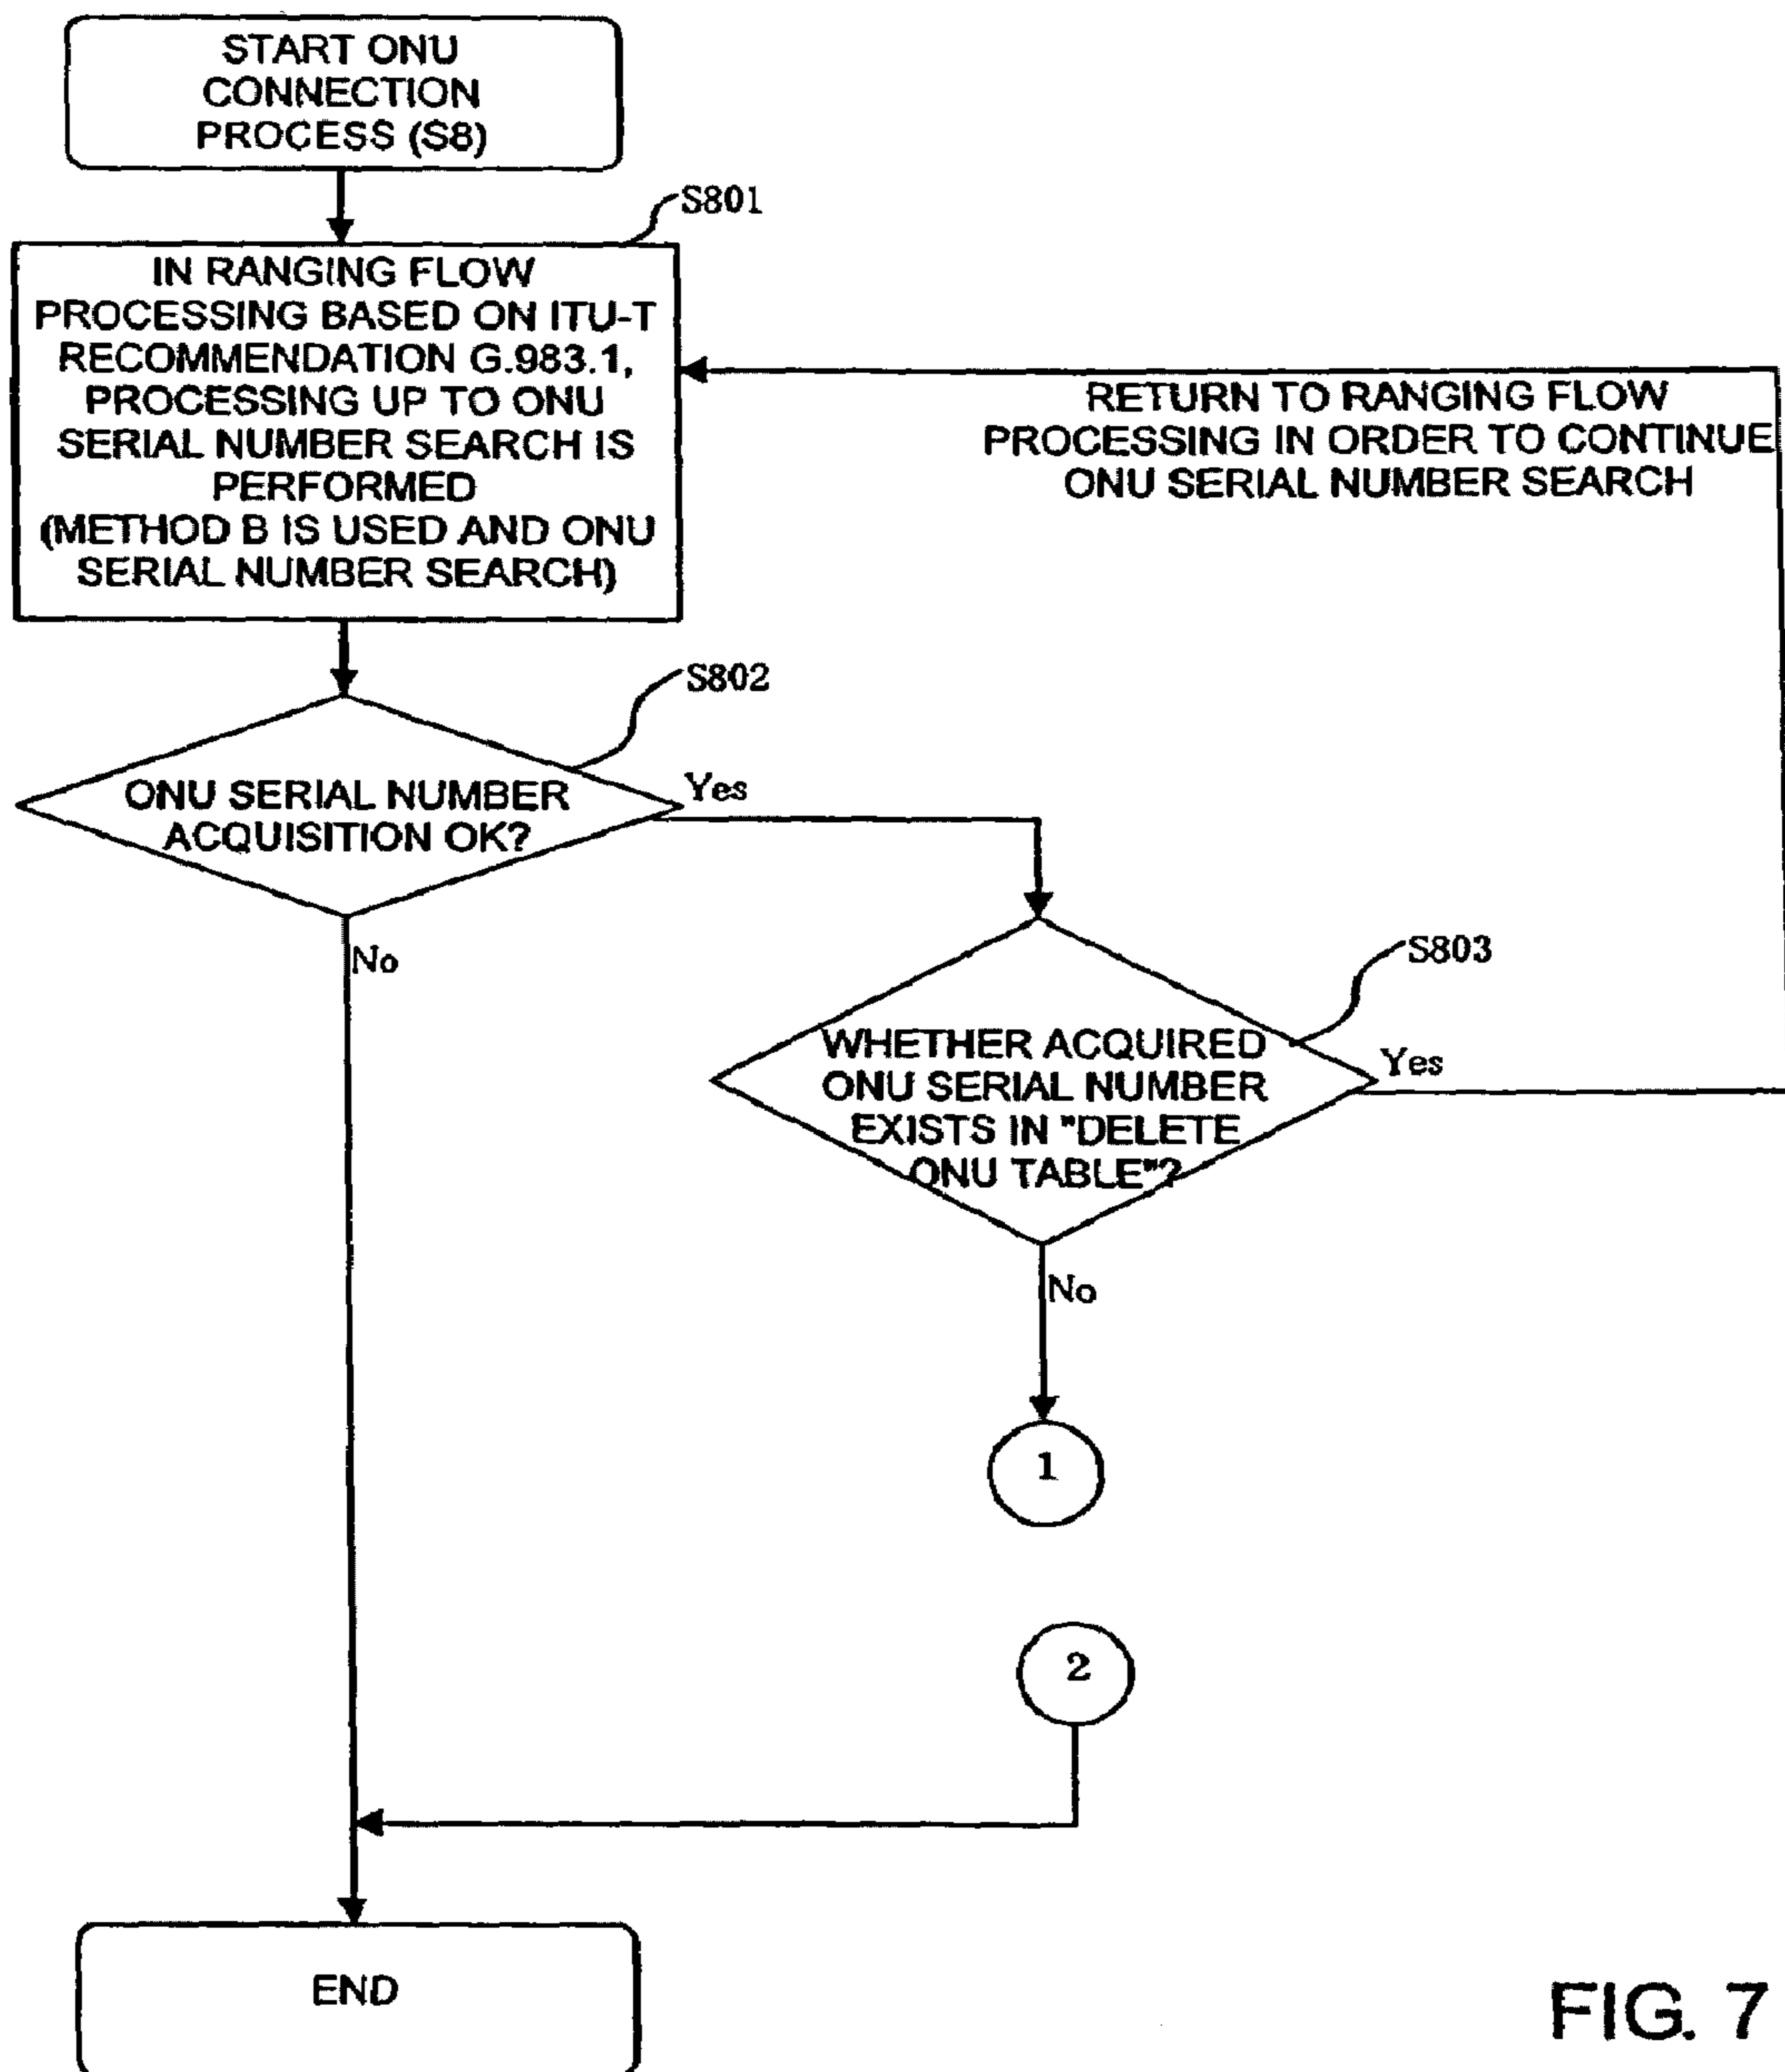 START ONU
CONNECTION
PROCESS (S8)
S801
IN RANGING FLOW
PROCESSING BASED ON ITU-T
RECOMMENDATION G.983.1,
PROCESSING UP TO ONU
SERIAL NUMBER SEARCH IS
PERFORMED
(METHOD B IS USED AND ONU
SERIAL NUMBER SEARCH)
RETURN TO RANGING FLOW
PROCESSING IN ORDER TO CONTINUE
ONU SERIAL NUMBER SEARCH
S802
ONU SERIAL NUMBER
ACQUISITION OK?
Yes
No
S803
WHETHER ACQUIRED
ONU SERIAL NUMBER
EXISTS IN "DELETE
ONU TABLE"?
Yes
No
1
2
END
FIG. 7